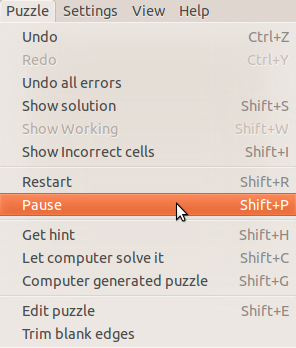 Puzzle Settings View Help
Undo Ctrl+Z
Redo Ctrl+Y
Undo all errors
Show solution Shift+S
Show Working Shift+W
Show Incorrect cells Shift+I
Restart Shift+R
Pause Shift+P
Get hint Shift+H
Let computer solve it Shift+C
Computer generated puzzle Shift+G
Edit puzzle Shift+E
Trim blank edges